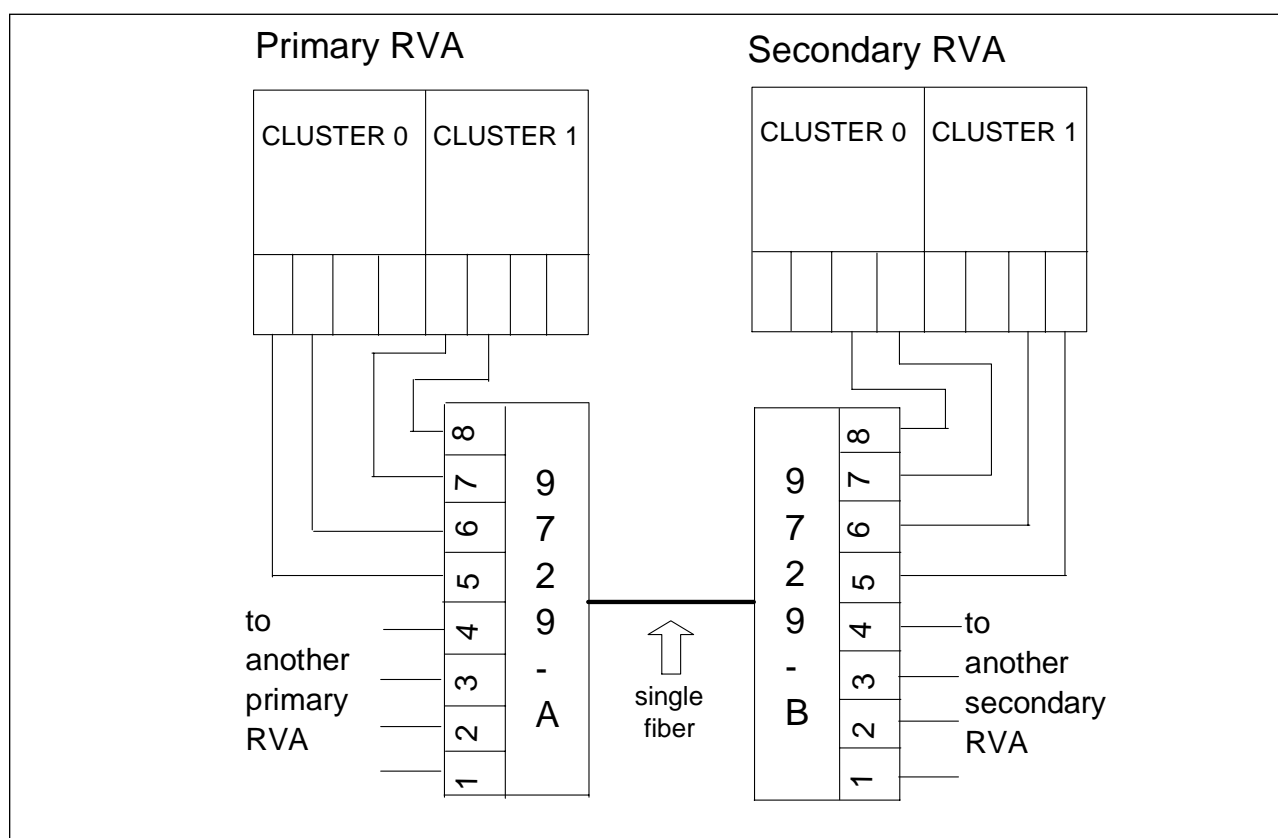 Primary RVA
Secondary RVA
CLUSTER 0
CLUSTER 1
CLUSTER 0
CLUSTER 1
8
7
6
5
4
3
2
1
9
7
2
9
-
A
to
another
primary
RVA
single
fiber
9
7
2
9
-
B
8
7
6
5
4
3
2
1
to
another
secondary
RVA